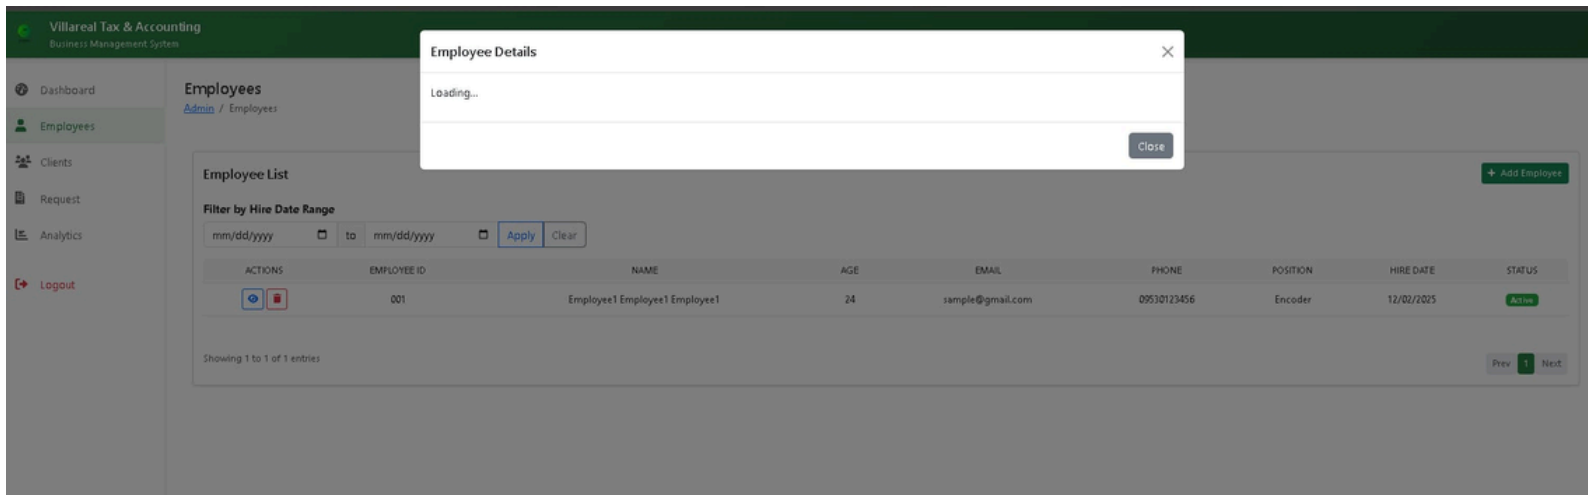 Villareal Tax & Accounting
Business Management System
Dashboard
Employees
Clients
Request
Analytics
Logout
Employees
Admin / Employees
Employee Details
Loading...
Close
Employee List
+ Add Employee
Filter by Hire Date Range
mm/dd/yyyy to mm/dd/yyyy Apply Clear
ACTIONS EMPLOYEE ID NAME AGE EMAIL PHONE POSITION HIRE DATE STATUS
001 Employee1 Employee1 Employee1 24 sample@gmail.com 09530123456 Encoder 12/02/2025 Active
Showing 1 to 1 of 1 entries
Prev 1 Next